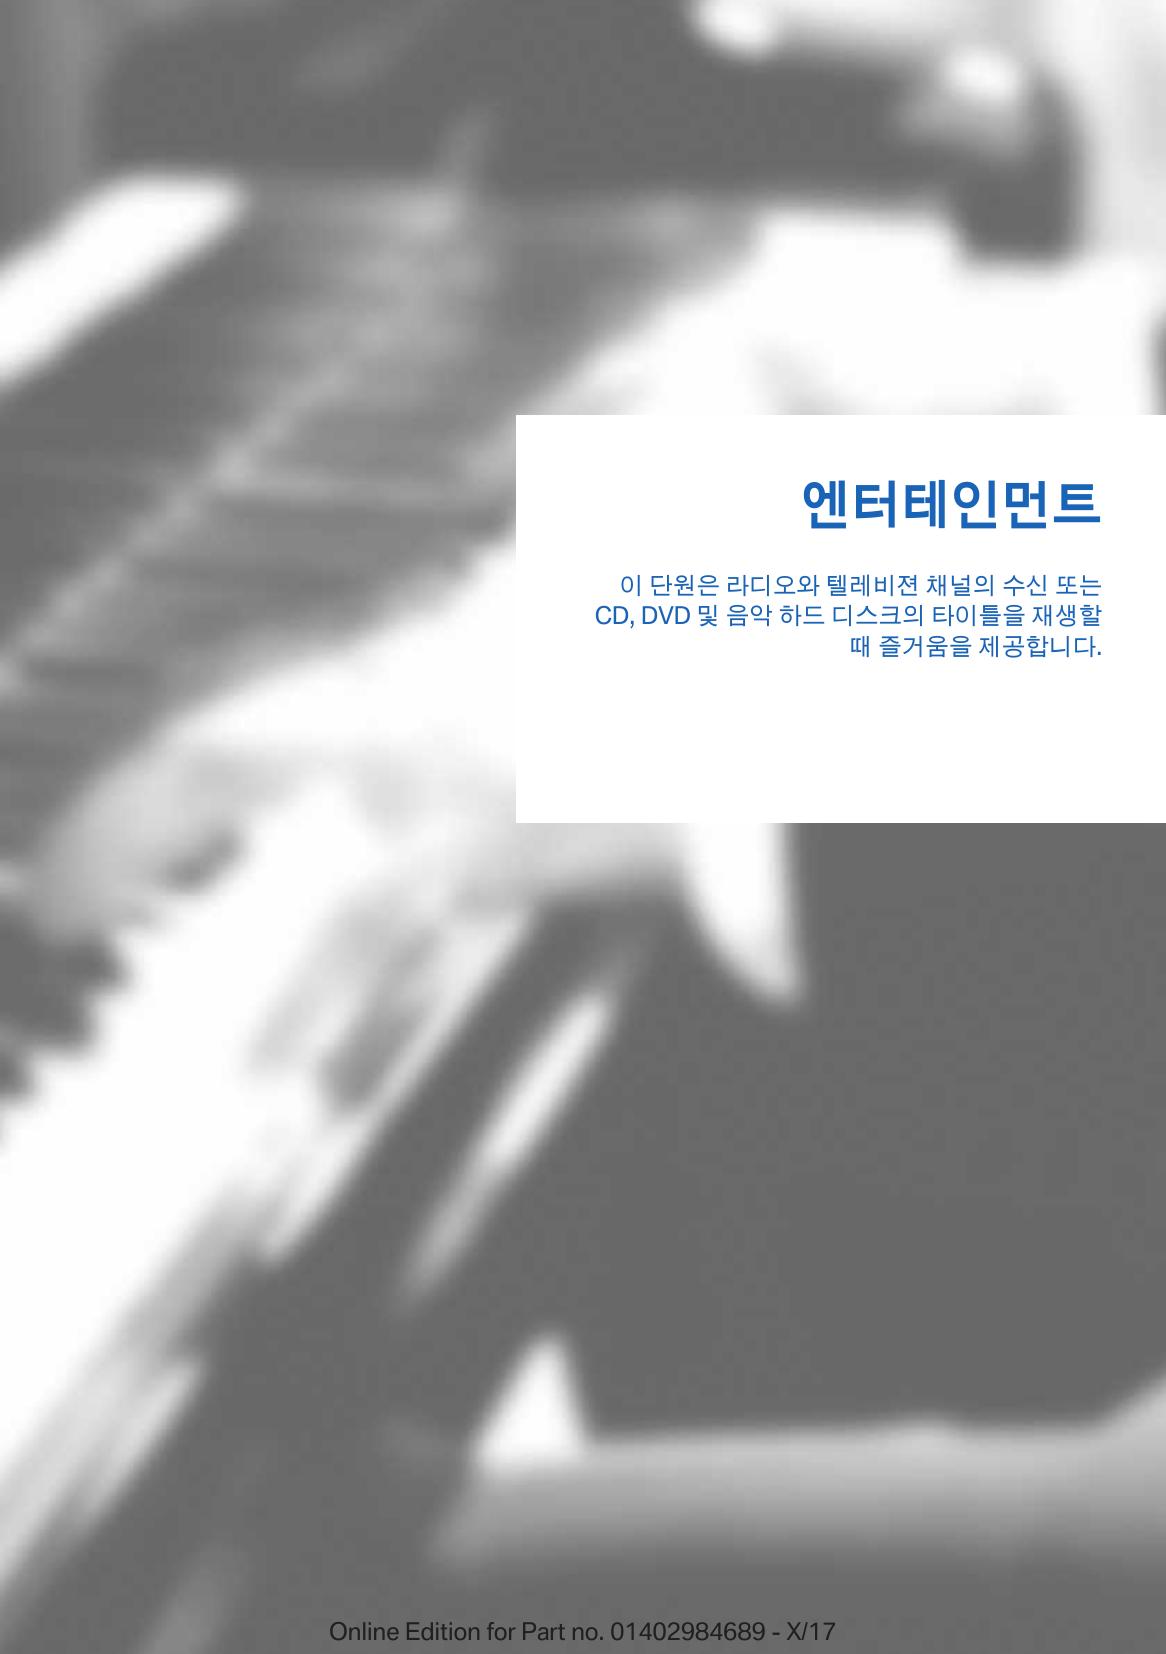 엔터테인먼트
이 단원은 라디오와 텔레비젼 채널의 수신 또는
CD, DVD 및 음악 하드 디스크의 타이틀을 재생할
때 즐거움을 제공합니다.
Online Edition for Part no. 01402984689 - X/17